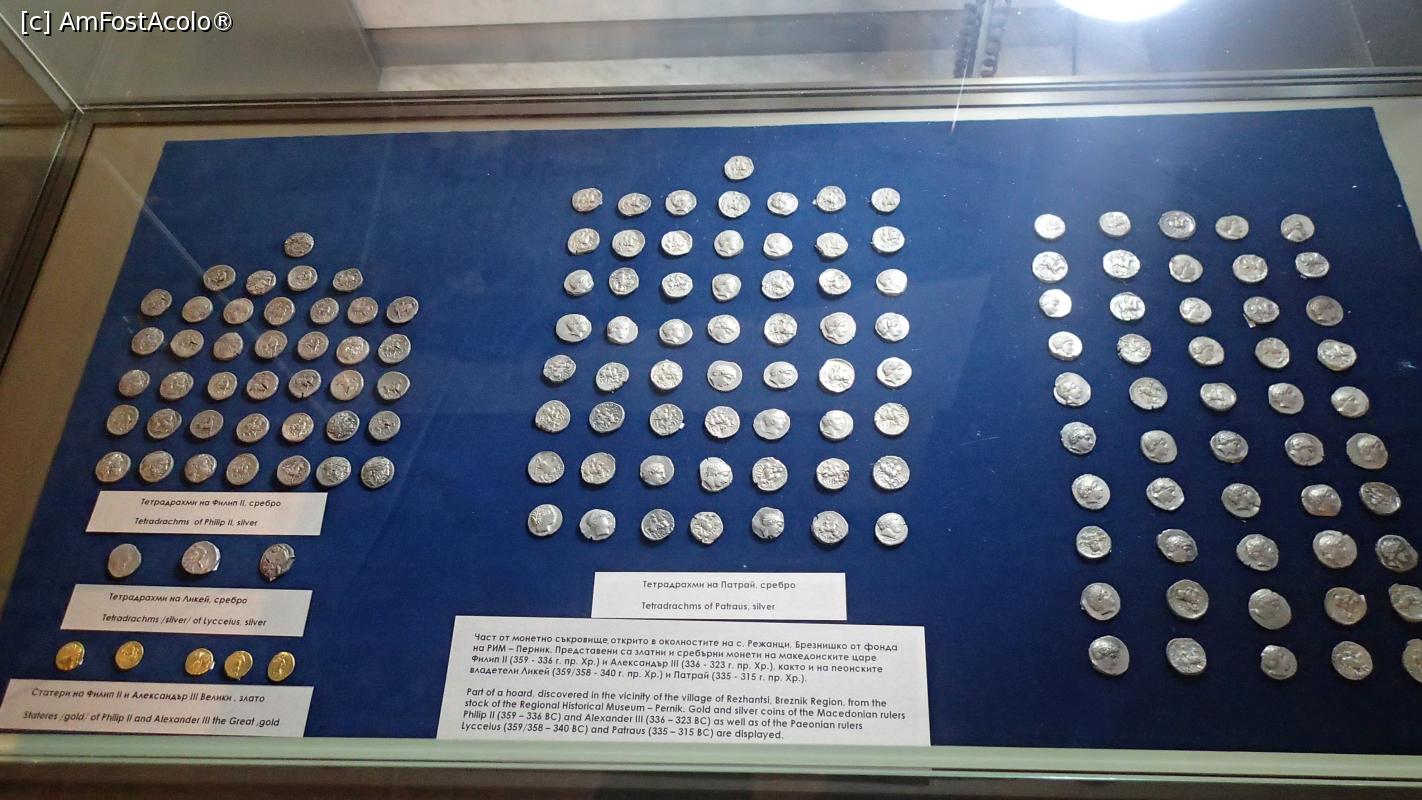 [c] AmFostAcolo®
Тетрадрахми на Филип II, сребро
Tetradrachms of Philip II, silver
Тетрадрахми на Ликей, сребро
Tetradrachms /silver/ of Lycceius, silver
Статери на Филип II и Александър III Велики , злато
Stateres /gold/ of Philip II and Alexander III the Great ,gold
Тетрадрахми на Патрай, сребро
Tetradrachms of Patraus, silver
Част от монетно съкровище, открито в околностите на с. Режанци, Брезнишко от фонда
на РИМ – Перник. Представени са златни и сребърни монети на македонските царе
Филип II (359 - 336 г. пр. Хр.) и Александър III (336 - 323 г. пр. Хр.), както и на пеонските
владетели Ликей (359/358 - 340 г. пр. Хр.) и Патрай (335 - 315 г. пр. Хр.).
Part of a hoard, discovered in the vicinity of the village of Rezhantsi, Breznik Region, from the
stock of the Regional Historical Museum – Pernik. Gold and silver coins of the Macedonian rulers
Philip II (359 – 336 BC) and Alexander III (336 – 323 BC) as well as of the Paeonian rulers
Lycceius (359/358 – 340 BC) and Patraus (335 – 315 BC) are displayed.